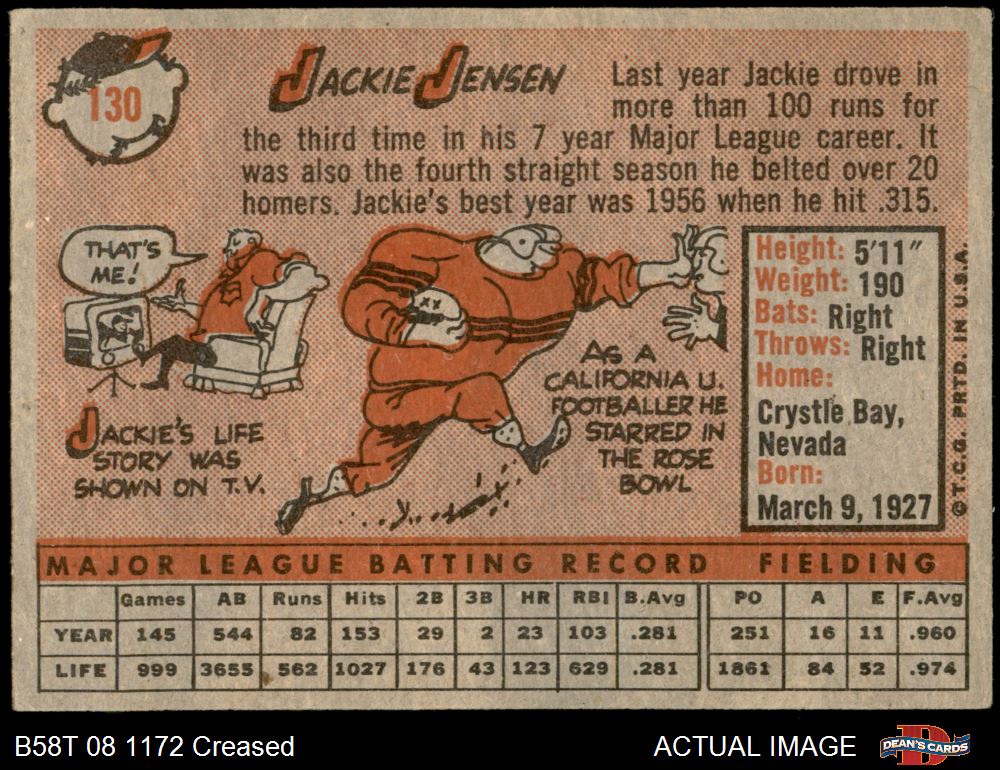 130
JACKIE JENSEN
Last year Jackie drove in
more than 100 runs for
the third time in his 7 year Major League career. It
was also the fourth straight season he belted over 20
homers. Jackie's best year was 1956 when he hit .315.
THAT'S
ME!
JACKIE'S LIFE
STORY WAS
SHOWN ON T.V.
AS A
CALIFORNIA U.
FOOTBALLER HE
STARRED IN
THE ROSE
BOWL
Height: 5'11"
Weight: 190
Bats: Right
Throws: Right
Home:
Crystle Bay,
Nevada
Born:
March 9, 1927
©T.C.G. PRTD. IN U.S.A.
MAJOR LEAGUE BATTING RECORD FIELDING
Games AB Runs Hits 2B 3B HR RBI B.Avg PO A E F.Avg
YEAR 145 544 82 153 29 2 23 103 .281 251 16 11 .960
LIFE 999 3655 562 1027 176 43 123 629 .281 1861 84 52 .974
B58T 08 1172 Creased
ACTUAL IMAGE
DEAN'S CARDS